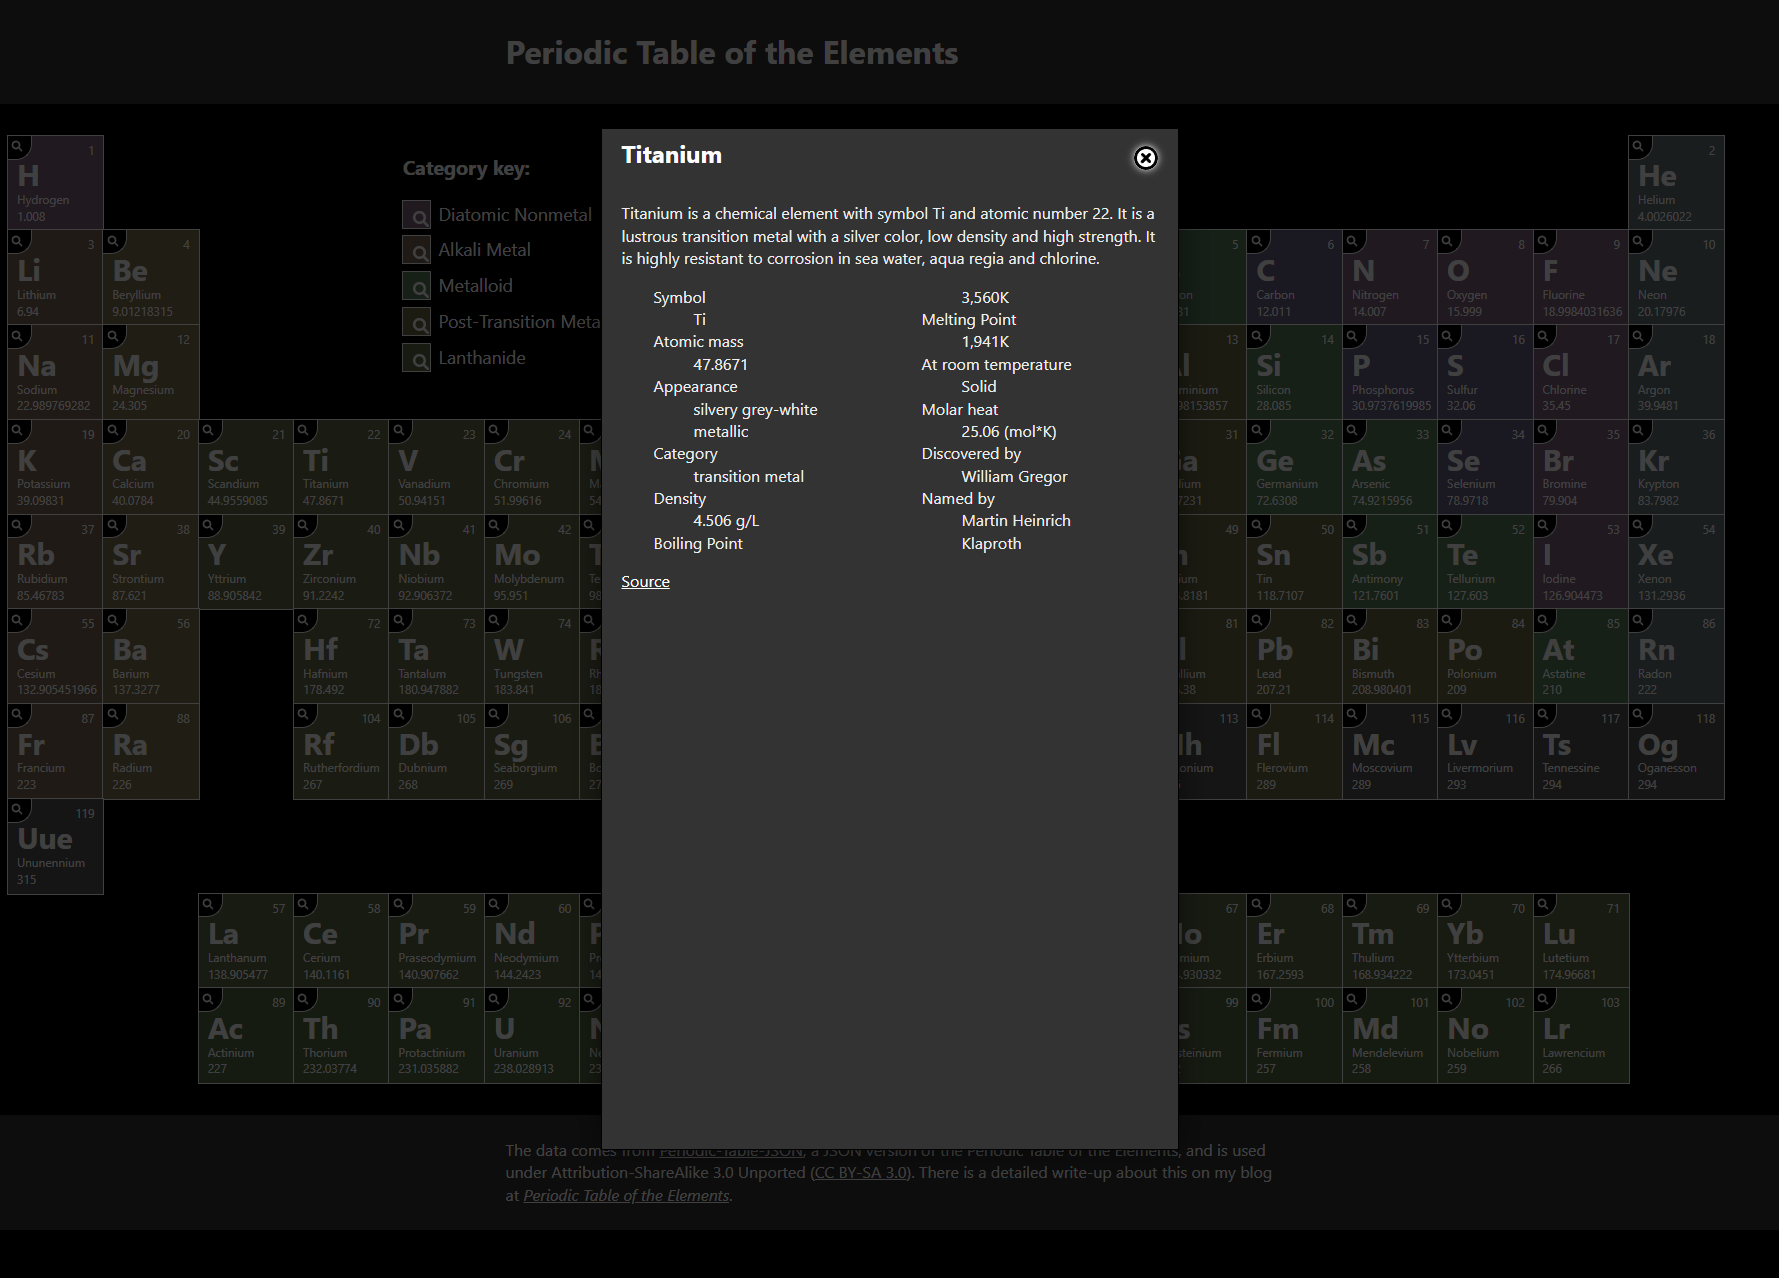 Periodic Table of the Elements
Category key:
Diatomic Nonmetal
Alkali Metal
Metalloid
Post-Transition Meta
Lanthanide
Titanium
Titanium is a chemical element with symbol Ti and atomic number 22. It is a
lustrous transition metal with a silver color, low density and high strength. It
is highly resistant to corrosion in sea water, aqua regia and chlorine.
Symbol
Ti
Atomic mass
47.8671
Appearance
silvery grey-white
metallic
Category
transition metal
Density
4.506 g/L
Boiling Point
3,560K
Melting Point
1,941K
At room temperature
Solid
Molar heat
25.06 (mol*K)
Discovered by
William Gregor
Named by
Martin Heinrich
Klaproth
Source
1
H
Hydrogen
1.008
2
He
Helium
4.0026022
3
Li
Lithium
6.94
4
Be
Beryllium
9.01218315
5
6
C
Carbon
12.011
7
N
Nitrogen
14.007
8
O
Oxygen
15.999
9
F
Fluorine
18.9984031636
10
Ne
Neon
20.17976
11
Na
Sodium
22.989769282
12
Mg
Magnesium
24.305
13
14
Si
Silicon
28.085
15
P
Phosphorus
30.9737619985
16
S
Sulfur
32.06
17
Cl
Chlorine
35.45
18
Ar
Argon
39.9481
19
K
Potassium
39.09831
20
Ca
Calcium
40.0784
21
Sc
Scandium
44.9559085
22
Ti
Titanium
47.8671
23
V
Vanadium
50.94151
24
Cr
Chromium
51.99616
31
32
Ge
Germanium
72.6308
33
As
Arsenic
74.9215956
34
Se
Selenium
78.9718
35
Br
Bromine
79.904
36
Kr
Krypton
83.7982
37
Rb
Rubidium
85.46783
38
Sr
Strontium
87.621
39
Y
Yttrium
88.905842
40
Zr
Zirconium
91.2242
41
Nb
Niobium
92.906372
42
Mo
Molybdenum
95.951
49
50
Sn
Tin
118.7107
51
Sb
Antimony
121.7601
52
Te
Tellurium
127.603
53
I
Iodine
126.904473
54
Xe
Xenon
131.2936
55
Cs
Cesium
132.905451966
56
Ba
Barium
137.3277
72
Hf
Hafnium
178.492
73
Ta
Tantalum
180.947882
74
W
Tungsten
183.841
81
82
Pb
Lead
207.21
83
Bi
Bismuth
208.980401
84
Po
Polonium
209
85
At
Astatine
210
86
Rn
Radon
222
87
Fr
Francium
223
88
Ra
Radium
226
104
Rf
Rutherfordium
267
105
Db
Dubnium
268
106
Sg
Seaborgium
269
113
114
Fl
Flerovium
289
115
Mc
Moscovium
289
116
Lv
Livermorium
293
117
Ts
Tennessine
294
118
Og
Oganesson
294
119
Uue
Ununennium
315
57
La
Lanthanum
138.905477
58
Ce
Cerium
140.1161
59
Pr
Praseodymium
140.907662
60
Nd
Neodymium
144.2423
67
68
Er
Erbium
167.2593
69
Tm
Thulium
168.934222
70
Yb
Ytterbium
173.0451
71
Lu
Lutetium
174.96681
89
Ac
Actinium
227
90
Th
Thorium
232.03774
91
Pa
Protactinium
231.035882
92
U
Uranium
238.028913
99
100
Fm
Fermium
257
101
Md
Mendelevium
258
102
No
Nobelium
259
103
Lr
Lawrencium
266
The data comes from Periodic-Table-JSON, a JSON version of the Periodic Table of the Elements, and is used
under Attribution-ShareAlike 3.0 Unported (CC BY-SA 3.0). There is a detailed write-up about this on my blog
at Periodic Table of the Elements.